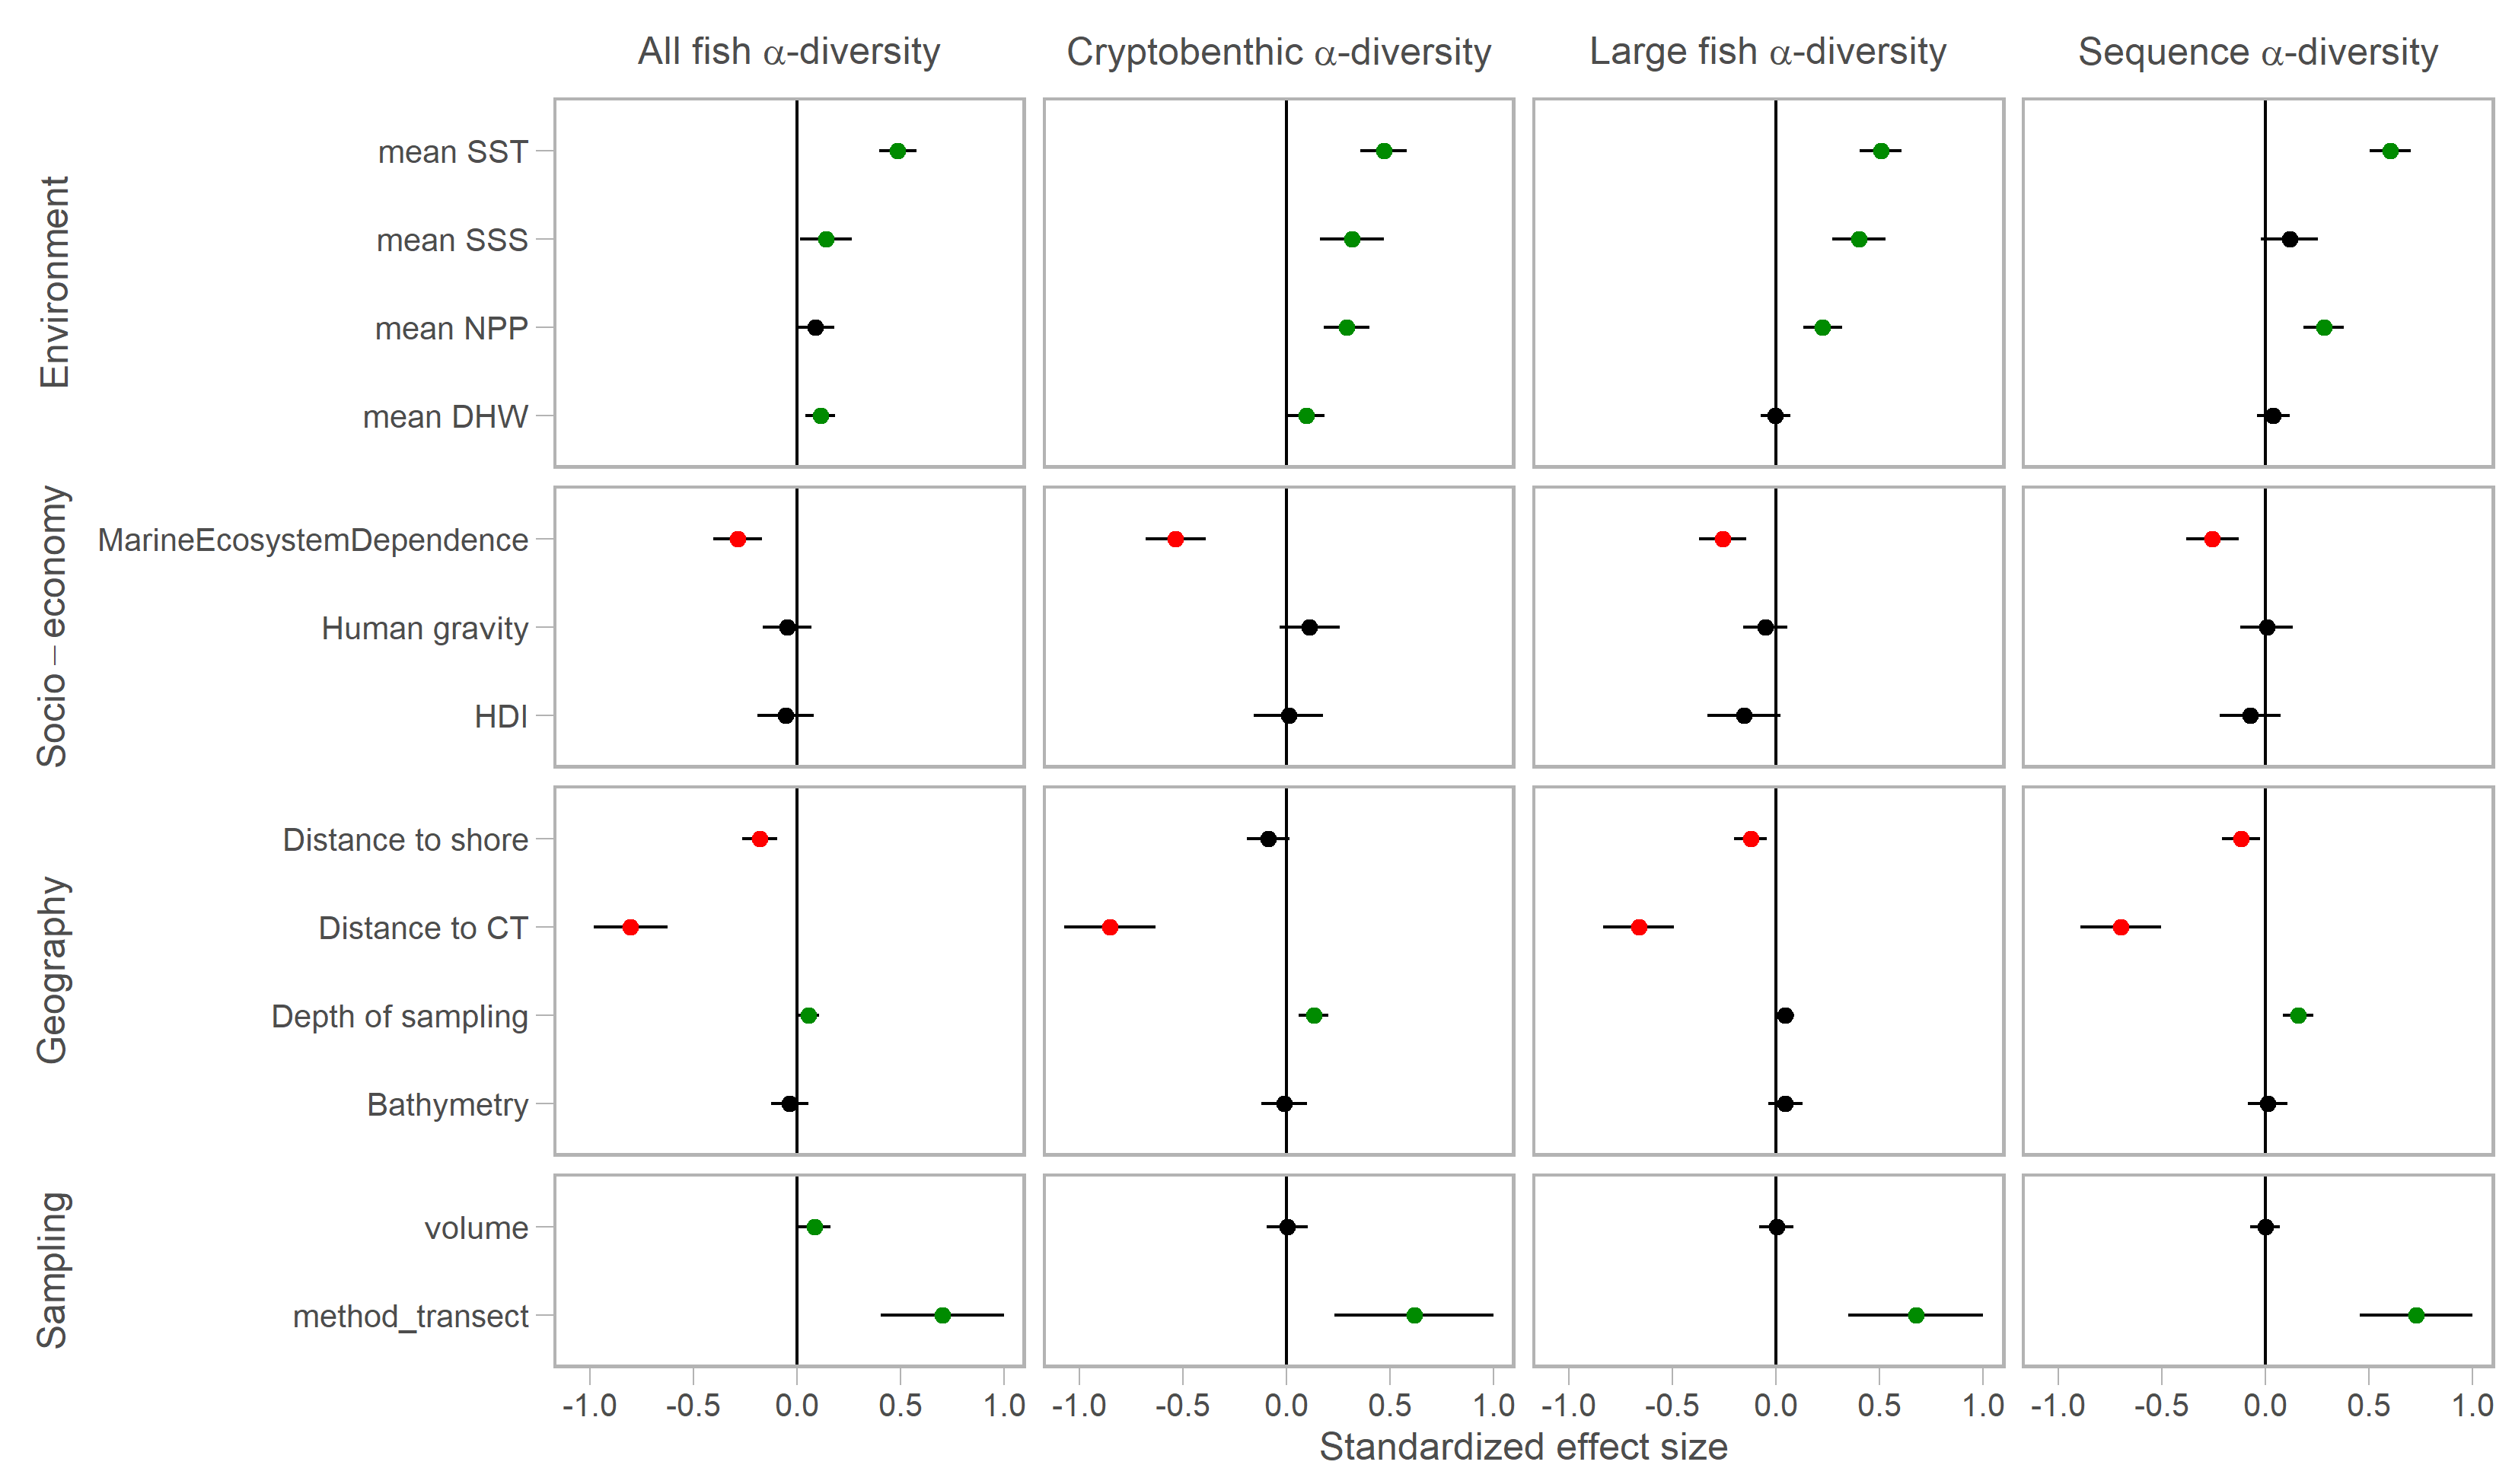 All fish α-diversity
Cryptobenthic α-diversity
Large fish α-diversity
Sequence α-diversity
Environment
mean SST
mean SSS
mean NPP
mean DHW
Socio – economy
MarineEcosystemDependence
Human gravity
HDI
Geography
Distance to shore
Distance to CT
Depth of sampling
Bathymetry
Sampling
volume
method_transect
-1.0 -0.5 0.0 0.5 1.0 -1.0 -0.5 0.0 0.5 1.0 -1.0 -0.5 0.0 0.5 1.0 -1.0 -0.5 0.0 0.5 1.0
Standardized effect size